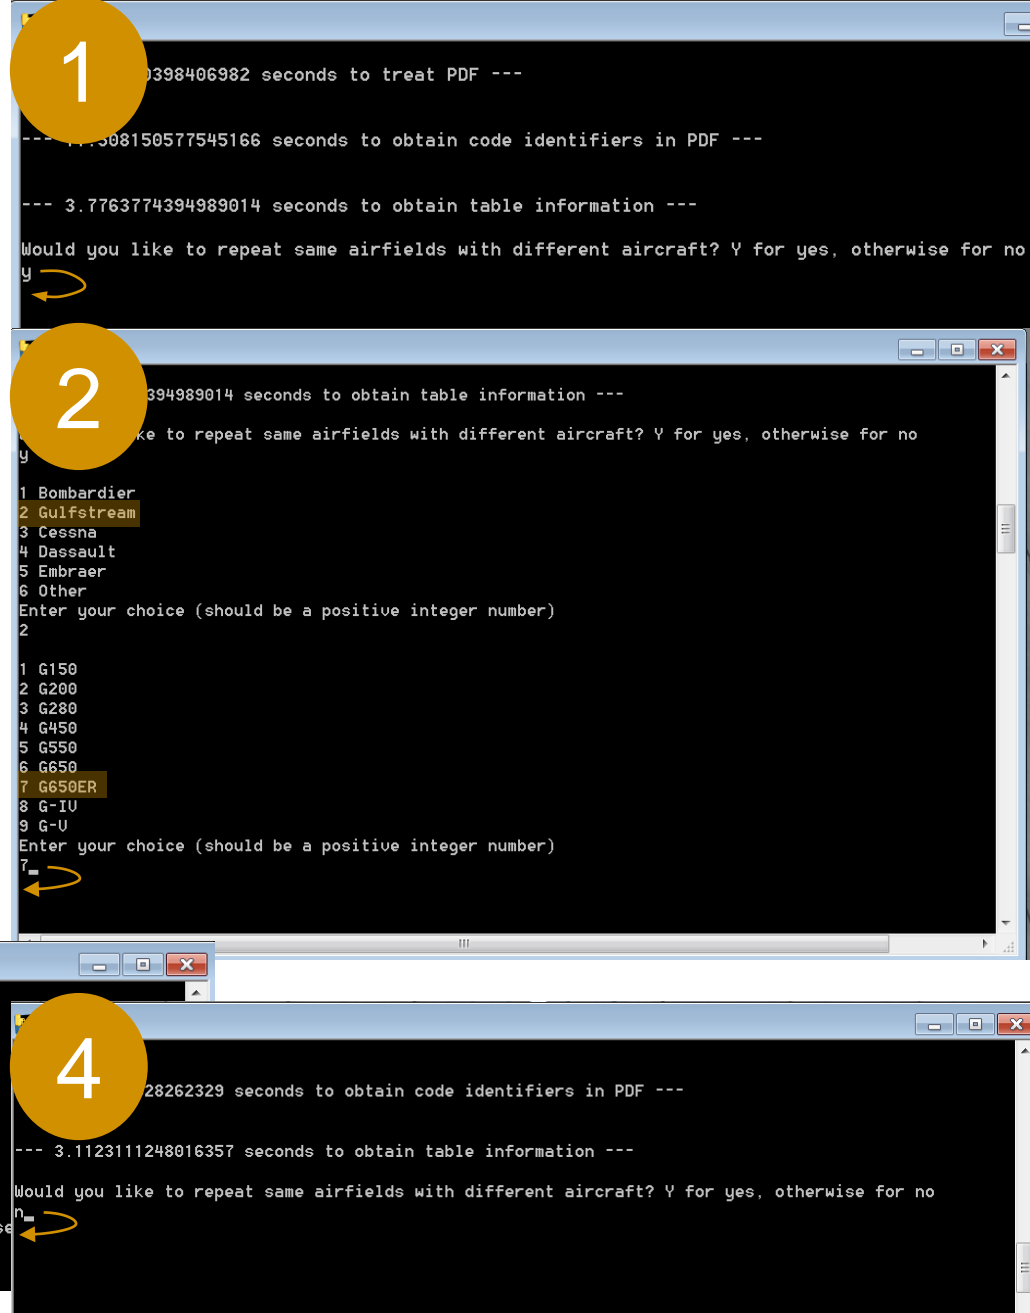 1
0398406982 seconds to treat PDF ---
--- 508150577545166 seconds to obtain code identifiers in PDF ---
--- 3.7763774394989014 seconds to obtain table information ---
Would you like to repeat same airfields with different aircraft? Y for yes, otherwise for no
y
2
394989014 seconds to obtain table information ---
ke to repeat same airfields with different aircraft? Y for yes, otherwise for no
y
1 Bombardier
2 Gulfstream
3 Cessna
4 Dassault
5 Embraer
6 Other
Enter your choice (should be a positive integer number)
2
1 G150
2 G200
3 G280
4 G450
5 G550
6 G650
7 G650ER
8 G-IV
9 G-V
Enter your choice (should be a positive integer number)
7_
4
28262329 seconds to obtain code identifiers in PDF ---
--- 3.1123111248016357 seconds to obtain table information ---
Would you like to repeat same airfields with different aircraft? Y for yes, otherwise for no
n_
se